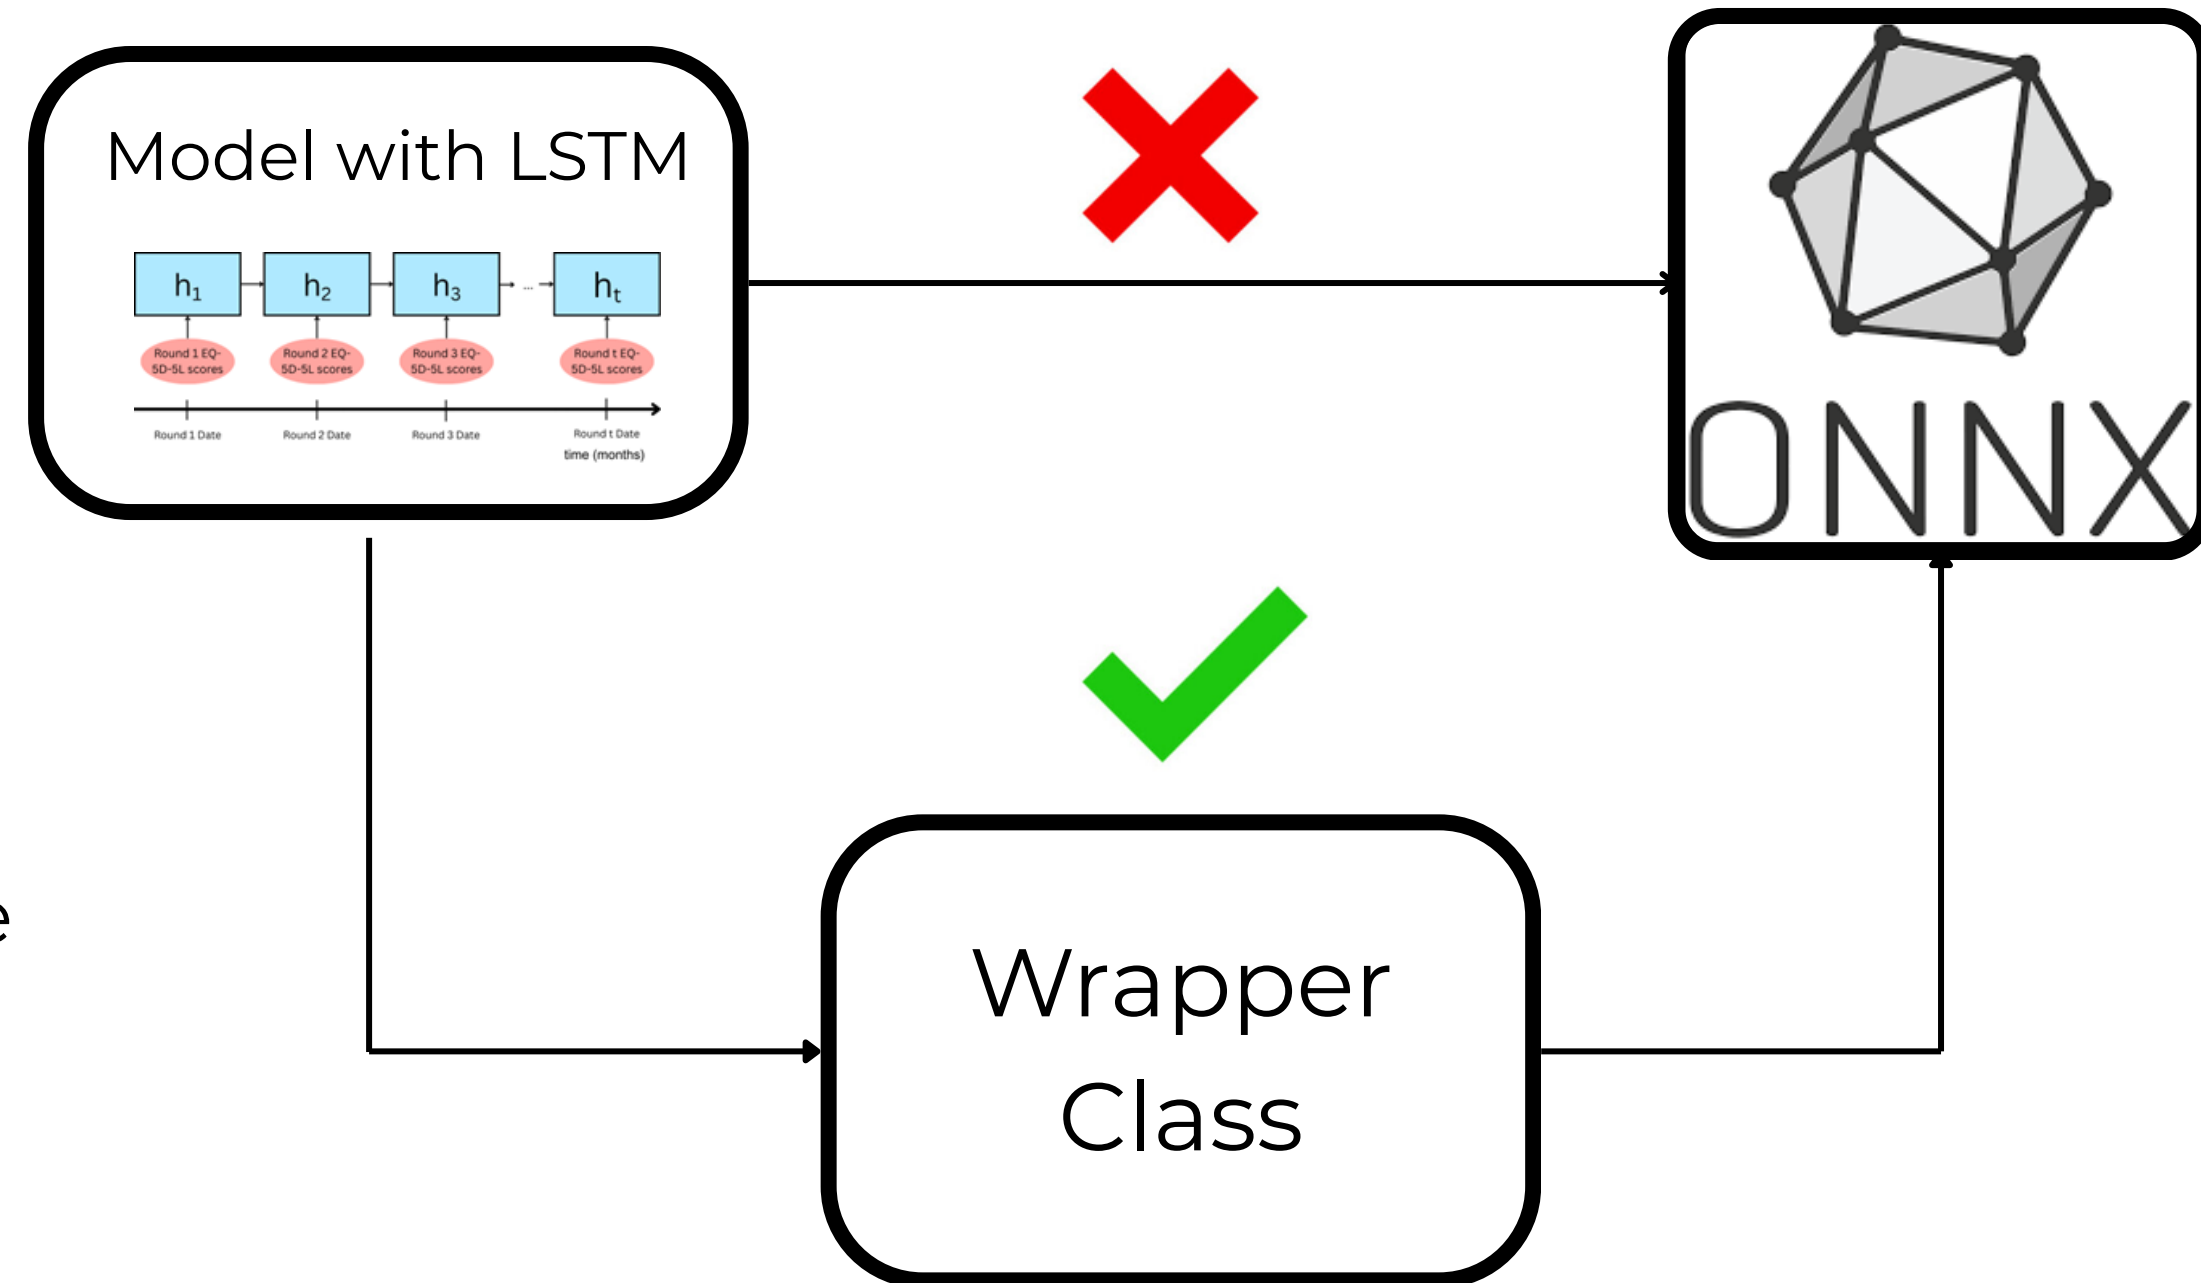 Model with LSTM
h1
h2
h3
...
ht
Round 1 EQ-
5D-5L scores
Round 2 EQ-
5D-5L scores
Round 3 EQ-
5D-5L scores
Round t EQ-
5D-5L scores
Round 1 Date
Round 2 Date
Round 3 Date
Round t Date
time (months)
ONNX
e
Wrapper
Class